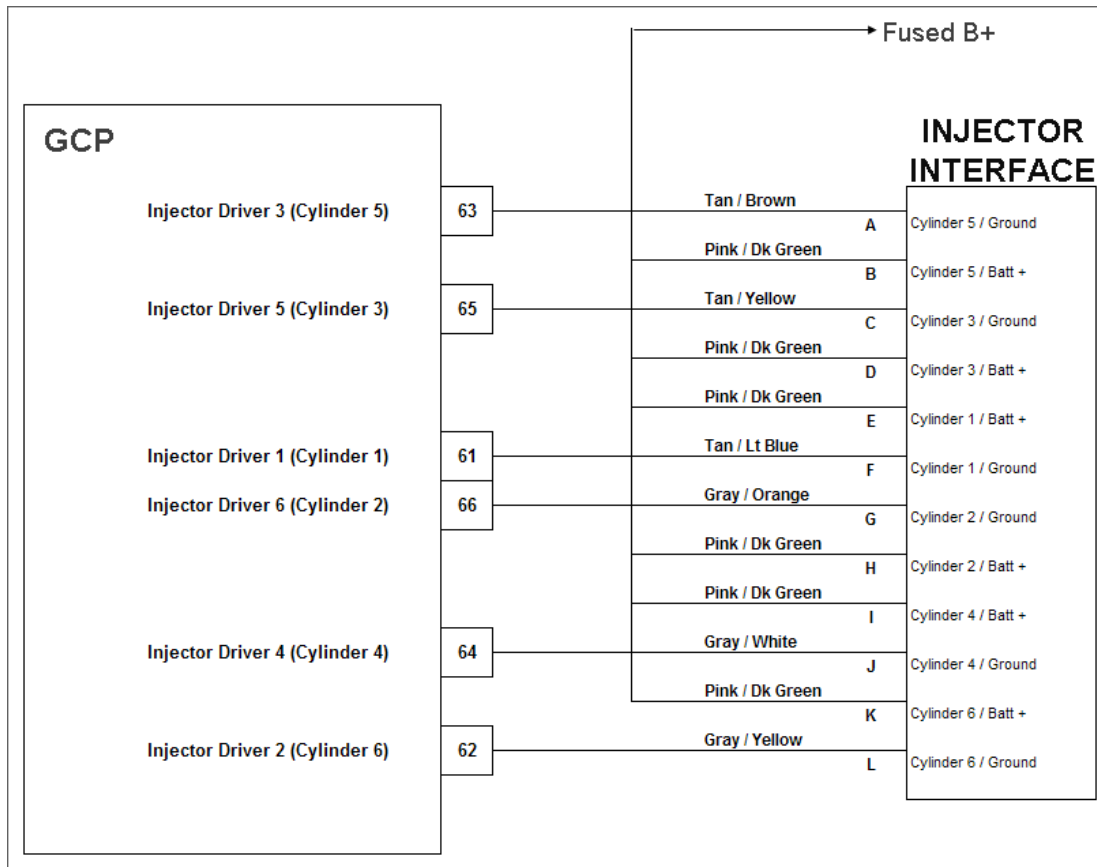 Fused B+
GCP
INJECTOR
INTERFACE
Injector Driver 3 (Cylinder 5)
63
Tan / Brown
A
Cylinder 5 / Ground
Pink / Dk Green
B
Cylinder 5 / Batt +
Injector Driver 5 (Cylinder 3)
65
Tan / Yellow
C
Cylinder 3 / Ground
Pink / Dk Green
D
Cylinder 3 / Batt +
Pink / Dk Green
E
Cylinder 1 / Batt +
Injector Driver 1 (Cylinder 1)
61
Tan / Lt Blue
F
Cylinder 1 / Ground
Injector Driver 6 (Cylinder 2)
66
Gray / Orange
G
Cylinder 2 / Ground
Pink / Dk Green
H
Cylinder 2 / Batt +
Pink / Dk Green
I
Cylinder 4 / Batt +
Injector Driver 4 (Cylinder 4)
64
Gray / White
J
Cylinder 4 / Ground
Pink / Dk Green
K
Cylinder 6 / Batt +
Injector Driver 2 (Cylinder 6)
62
Gray / Yellow
L
Cylinder 6 / Ground